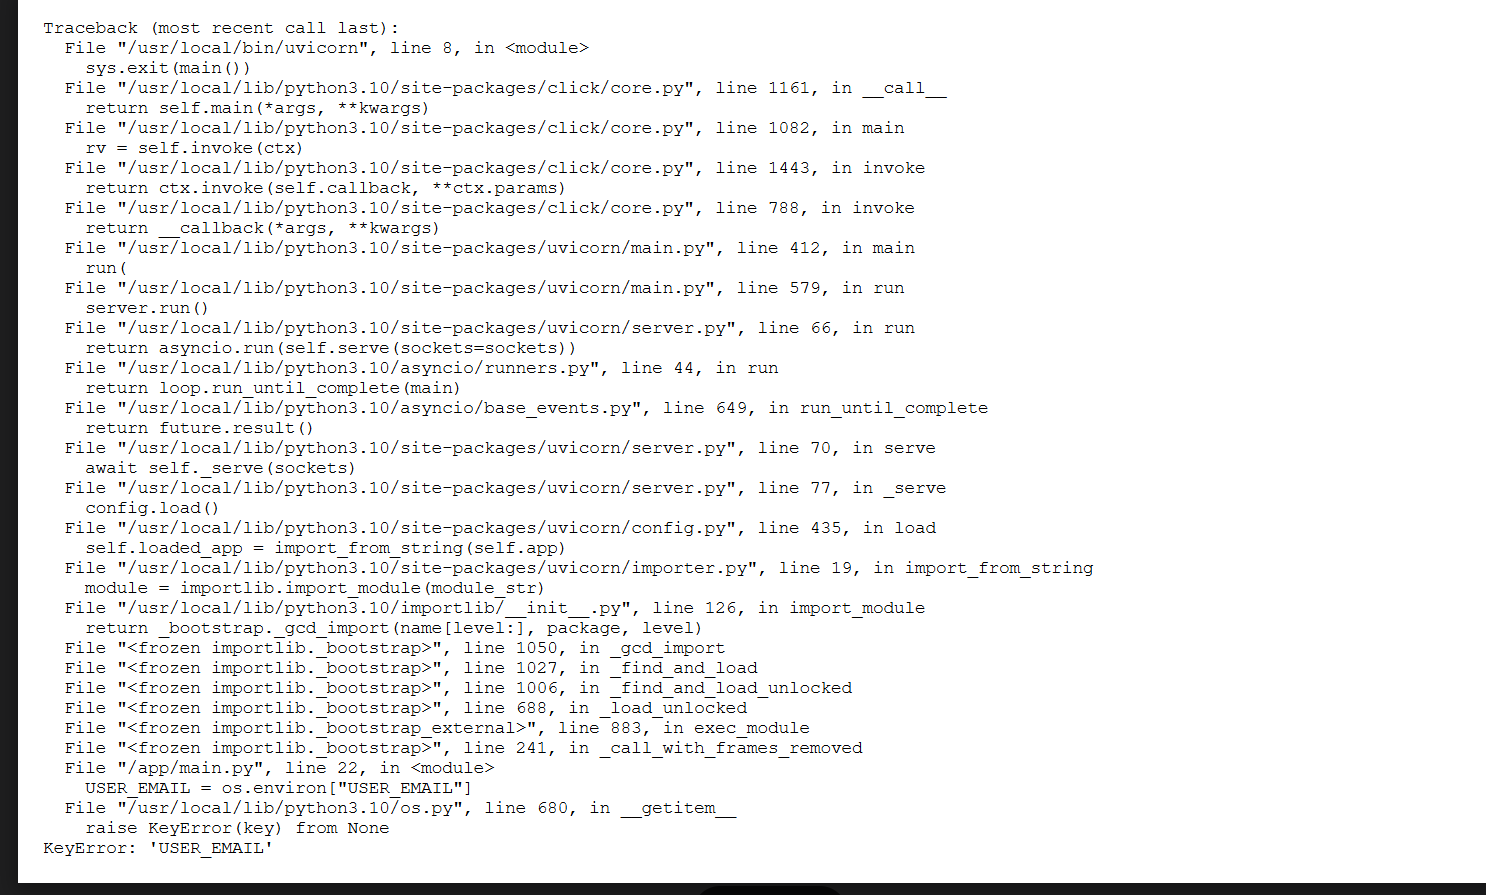 Traceback (most recent call last):
  File "/usr/local/bin/uvicorn", line 8, in <module>
    sys.exit(main())
  File "/usr/local/lib/python3.10/site-packages/click/core.py", line 1161, in __call__
    return self.main(*args, **kwargs)
  File "/usr/local/lib/python3.10/site-packages/click/core.py", line 1082, in main
    rv = self.invoke(ctx)
  File "/usr/local/lib/python3.10/site-packages/click/core.py", line 1443, in invoke
    return ctx.invoke(self.callback, **ctx.params)
  File "/usr/local/lib/python3.10/site-packages/click/core.py", line 788, in invoke
    return __callback(*args, **kwargs)
  File "/usr/local/lib/python3.10/site-packages/uvicorn/main.py", line 412, in main
    run(
  File "/usr/local/lib/python3.10/site-packages/uvicorn/main.py", line 579, in run
    server.run()
  File "/usr/local/lib/python3.10/site-packages/uvicorn/server.py", line 66, in run
    return asyncio.run(self.serve(sockets=sockets))
  File "/usr/local/lib/python3.10/asyncio/runners.py", line 44, in run
    return loop.run_until_complete(main)
  File "/usr/local/lib/python3.10/asyncio/base_events.py", line 649, in run_until_complete
    return future.result()
  File "/usr/local/lib/python3.10/site-packages/uvicorn/server.py", line 70, in serve
    await self._serve(sockets)
  File "/usr/local/lib/python3.10/site-packages/uvicorn/server.py", line 77, in _serve
    config.load()
  File "/usr/local/lib/python3.10/site-packages/uvicorn/config.py", line 435, in load
    self.loaded_app = import_from_string(self.app)
  File "/usr/local/lib/python3.10/site-packages/uvicorn/importer.py", line 19, in import_from_string
    module = importlib.import_module(module_str)
  File "/usr/local/lib/python3.10/importlib/__init__.py", line 126, in import_module
    return _bootstrap._gcd_import(name[level:], package, level)
  File "<frozen importlib._bootstrap>", line 1050, in _gcd_import
  File "<frozen importlib._bootstrap>", line 1027, in _find_and_load
  File "<frozen importlib._bootstrap>", line 1006, in _find_and_load_unlocked
  File "<frozen importlib._bootstrap>", line 688, in _load_unlocked
  File "<frozen importlib._bootstrap_external>", line 883, in exec_module
  File "<frozen importlib._bootstrap>", line 241, in _call_with_frames_removed
  File "/app/main.py", line 22, in <module>
    USER_EMAIL = os.environ["USER_EMAIL"]
  File "/usr/local/lib/python3.10/os.py", line 680, in __getitem__
    raise KeyError(key) from None
KeyError: 'USER_EMAIL'